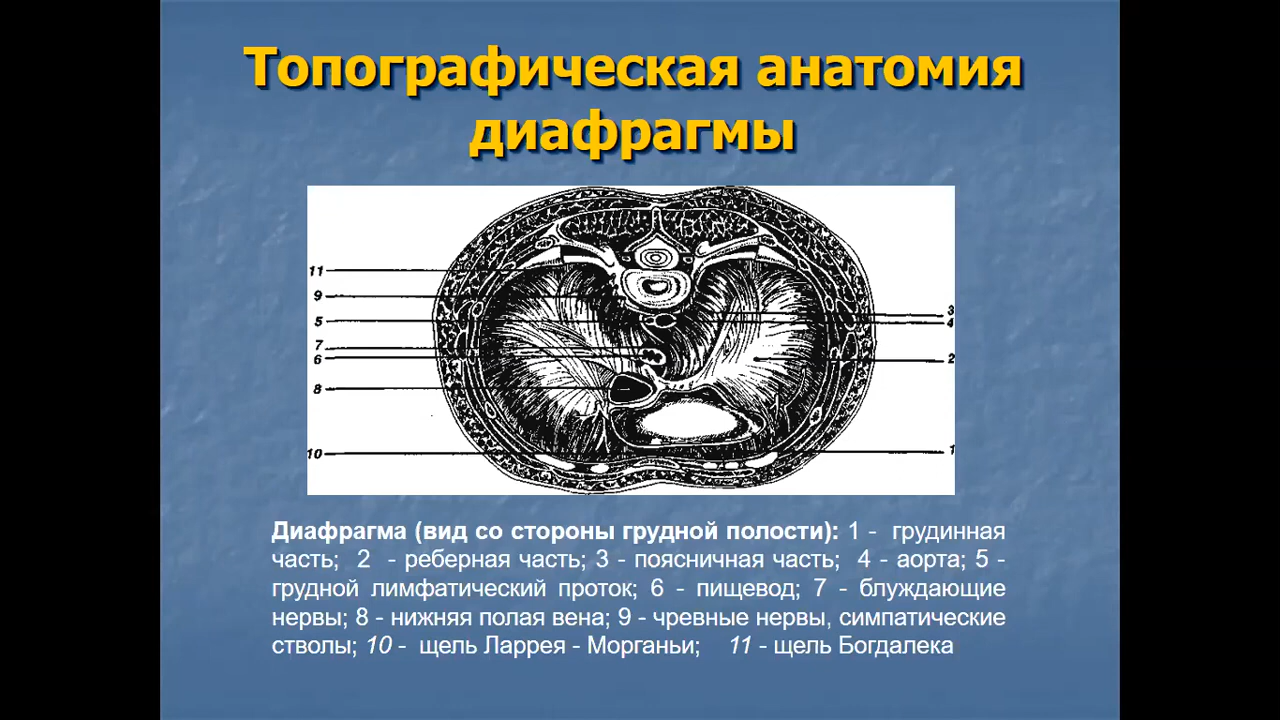 Топографическая анатомия
диафрагмы
11
9
5
7
6
8
10
3
4
2
1
Диафрагма (вид со стороны грудной полости): 1 - грудинная
часть; 2 - реберная часть; 3 - поясничная часть; 4 - аорта; 5 -
грудной лимфатический проток; 6 - пищевод; 7 - блуждающие
нервы; 8 - нижняя полая вена; 9 - чревные нервы, симпатические
стволы; 10 - щель Ларрея - Морганьи; 11 - щель Богдалека